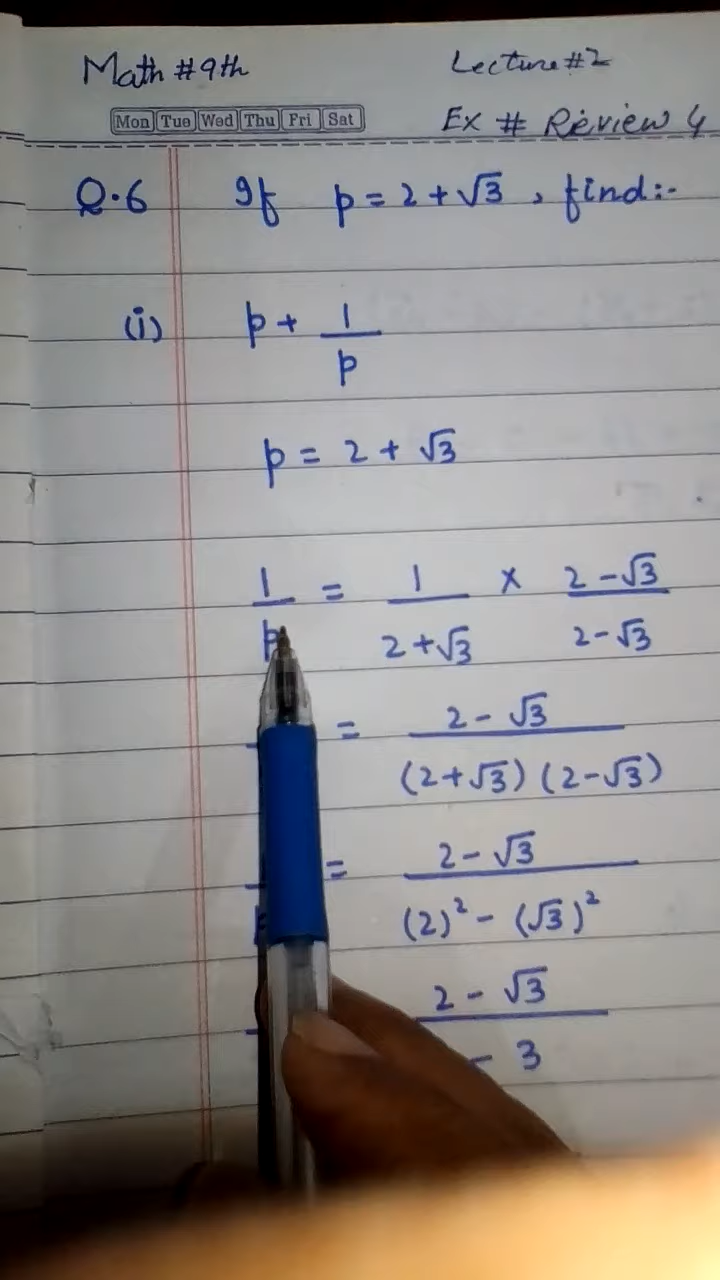 Math #9th Lecture #2
Mon Tue Wed Thu Fri Sat Ex # Review 4
Q.6 If p = 2 + √3 , find:-
(i) p + 1/p
p = 2 + √3
1/p = 1/(2 + √3) × (2 - √3)/(2 - √3)
= (2 - √3)/((2 + √3) (2 - √3))
= (2 - √3)/((2)² - (√3)²)
(2 - √3)/( - 3)